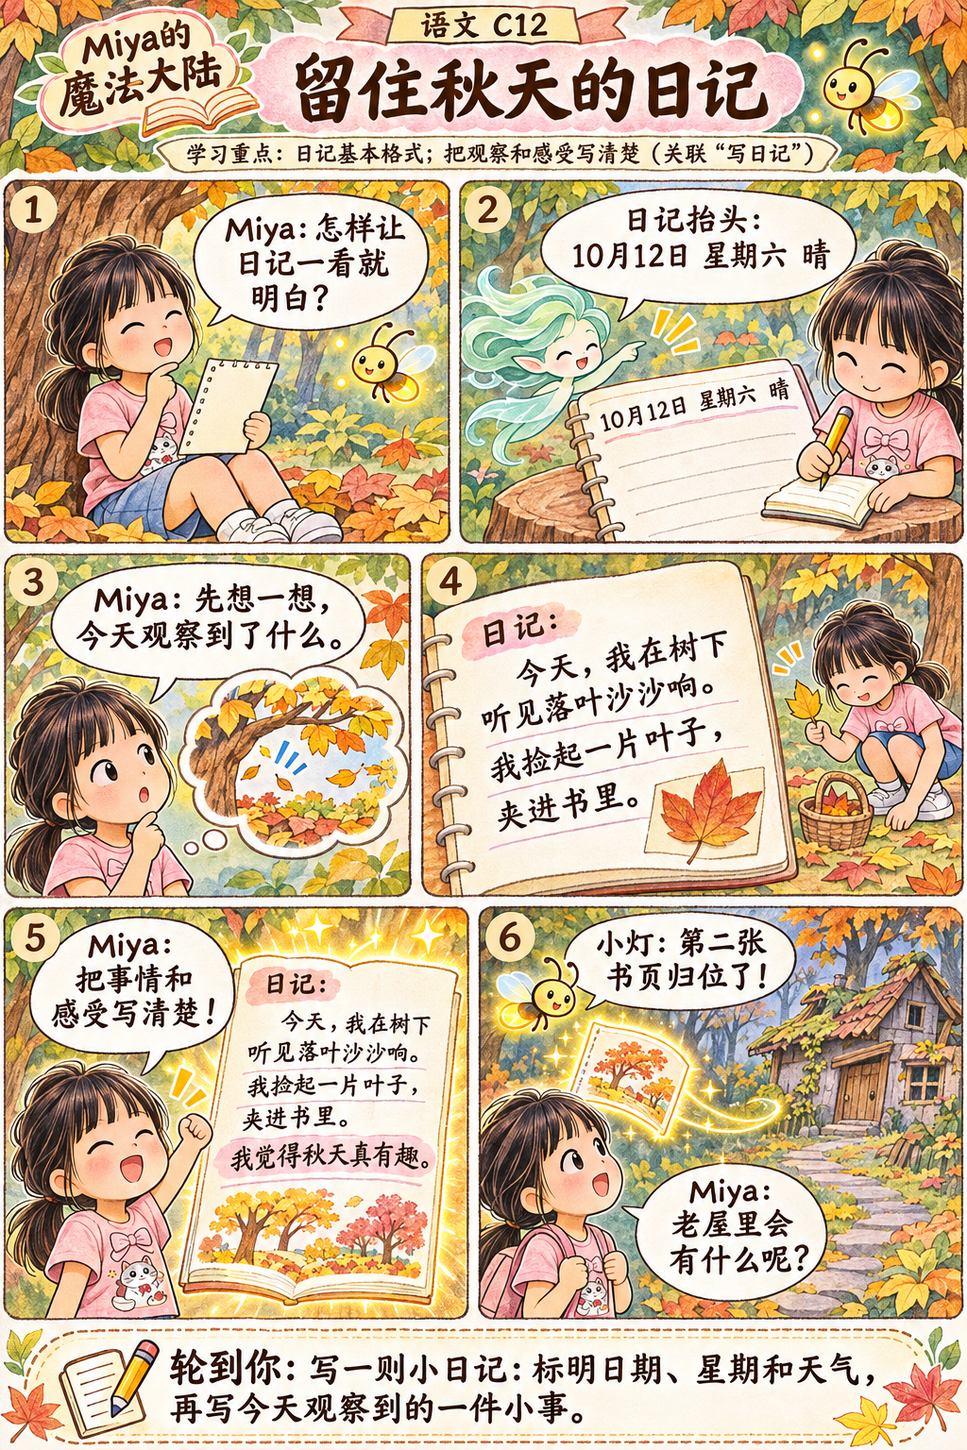 Miya的
魔法大陆
语文 C12
留住秋天的日记
学习重点：日记基本格式；把观察和感受写清楚（关联“写日记”）
1
Miya：怎样让
日记一看就
明白？
2
日记抬头：
10月12日 星期六 晴
10月12日 星期六 晴
3
Miya：先想一想，
今天观察到了什么。
4
日记：
今天，我在树下
听见落叶沙沙响。
我捡起一片叶子，
夹进书里。
5
Miya：
把事情和
感受写清楚！
日记：
今天，我在树下
听见落叶沙沙响。
我捡起一片叶子，
夹进书里。
我觉得秋天真有趣。
6
小灯：第二张
书页归位了！
Miya：
老屋里会
有什么呢？
轮到你：写一则小日记：标明日期、星期和天气，
再写今天观察到的一件小事。